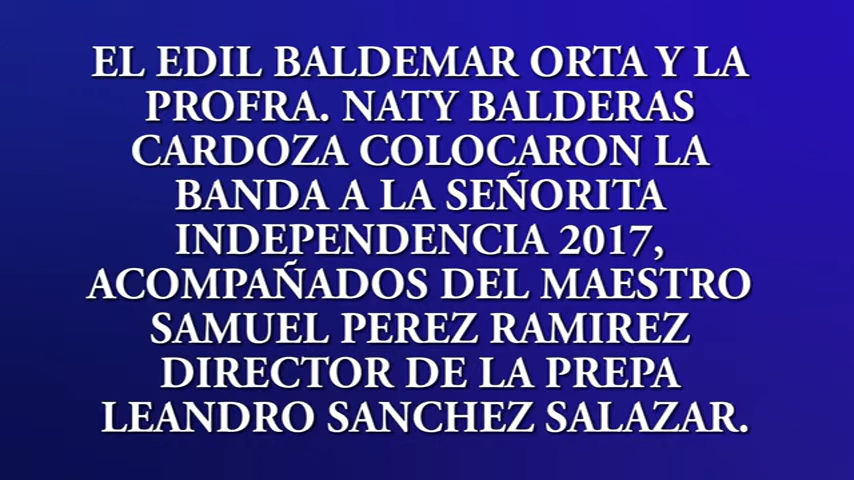 EL EDIL BALDEMAR ORTA Y LA
PROFRA. NATY BALDERAS
CARDOZA COLOCARON LA
BANDA A LA SEÑORITA
INDEPENDENCIA 2017,
ACOMPAÑADOS DEL MAESTRO
SAMUEL PEREZ RAMIREZ
DIRECTOR DE LA PREPA
LEANDRO SANCHEZ SALAZAR.